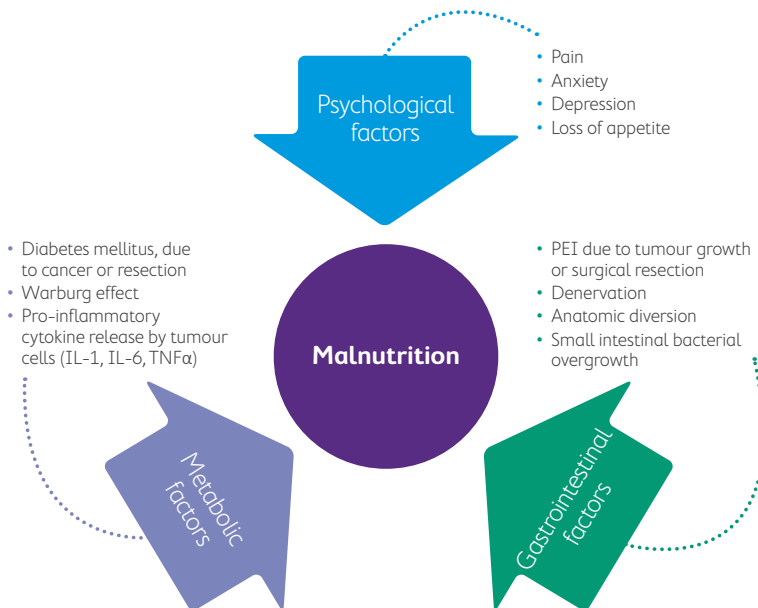 Psychological
factors
• Pain
• Anxiety
• Depression
• Loss of appetite
• Diabetes mellitus, due
to cancer or resection
• Warburg effect
• Pro-inflammatory
cytokine release by tumour
cells (IL-1, IL-6, TNFα)
• PEI due to tumour growth
or surgical resection
• Denervation
• Anatomic diversion
• Small intestinal bacterial
overgrowth
Malnutrition
Metabolic
factors
Gastrointestinal
factors